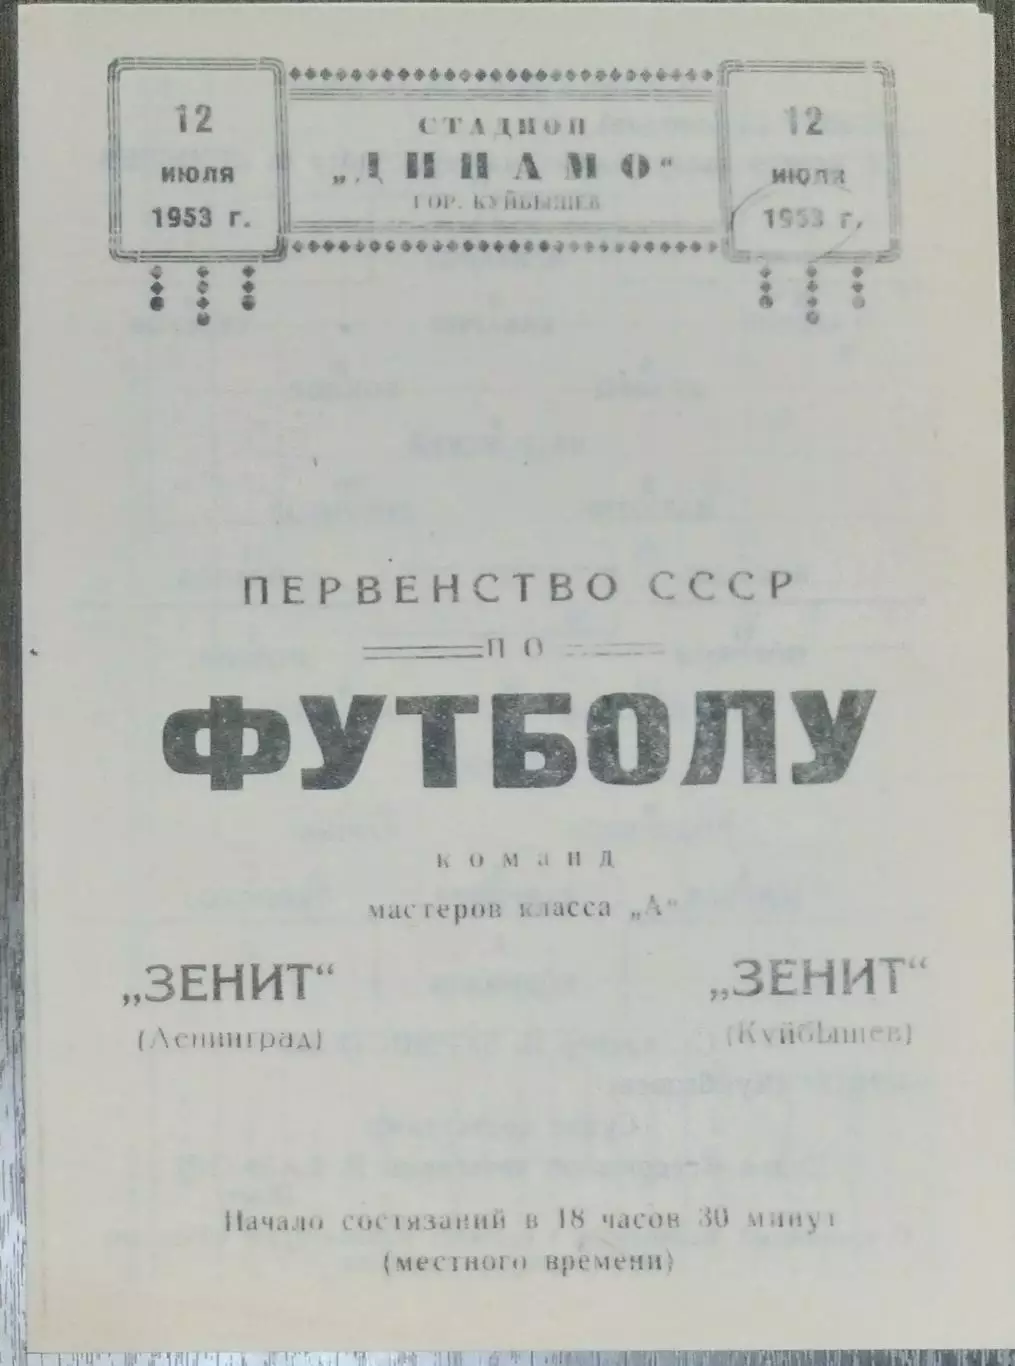 12
июля
1953 г.
СТАДИОН
„ДИНАМО“
ГОР. КУЙБЫШЕВ
12
июля
1953 г.
ПЕРВЕНСТВО СССР
ПО
ФУТБОЛУ
команд
мастеров класса „А“
„ЗЕНИТ“
(Ленинград)
„ЗЕНИТ“
(Куйбышев)
Начало состязаний в 18 часов 30 минут
(местного времени)